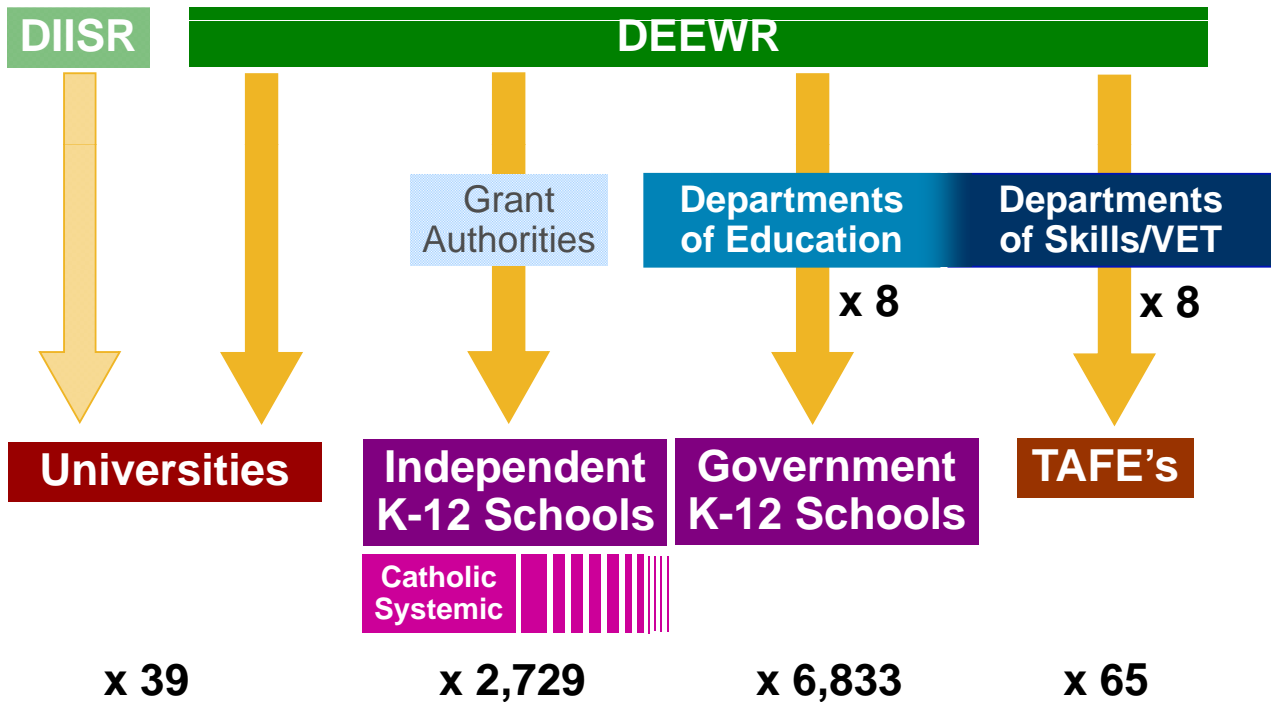 DIISR
DEEWR
Grant
Authorities
Departments
of Education
Departments
of Skills/VET
x 8
x 8
Universities
Independent
K-12 Schools
Government
K-12 Schools
TAFE’s
Catholic
Systemic
x 39
x 2,729
x 6,833
x 65